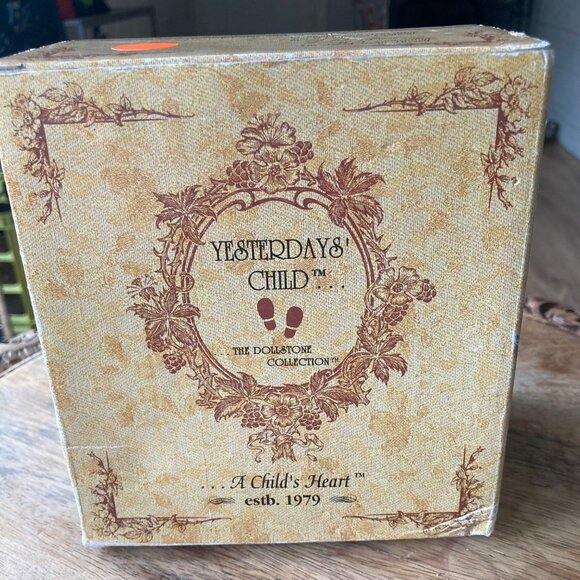 YESTERDAYS'
CHILD™...
...THE DOLLSTONE
COLLECTION™
...A Child's Heart™
estb. 1979